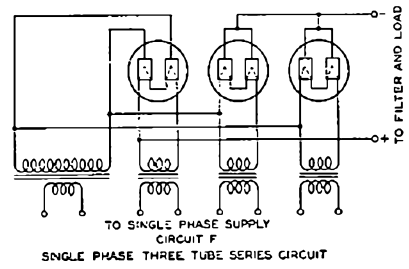 -
TO FILTER AND LOAD
+
TO SINGLE PHASE SUPPLY
CIRCUIT F
SINGLE PHASE THREE TUBE SERIES CIRCUIT